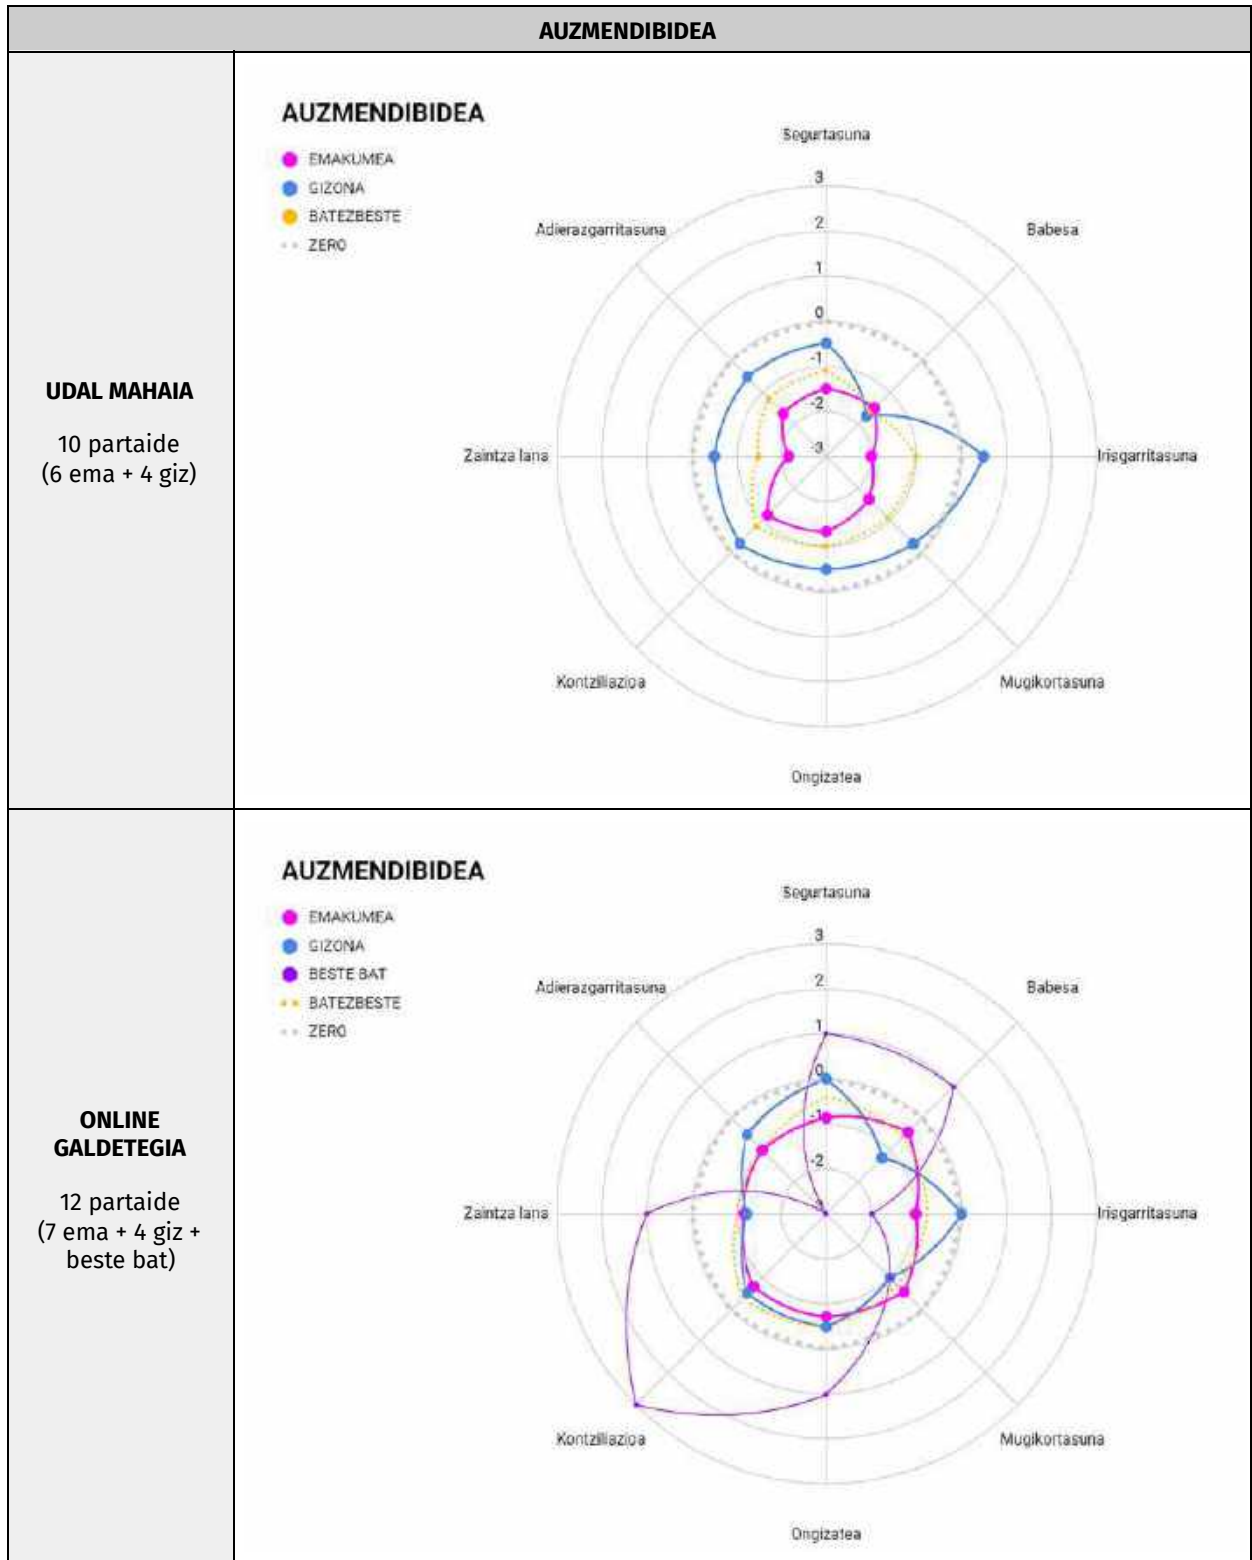 AUZMENDIBIDEA
UDAL MAHAIA
10 partaide
(6 ema + 4 giz)
AUZMENDIBIDEA
EMAKUMEA
GIZONA
BATEZBESTE
ZERO
Segurtasuna
Babesa
Irisgarritasuna
Mugikortasuna
Ongizatea
Kontziliazioa
Zaintza lana
Adierazgarritasuna
3
2
1
0
-1
-2
-3
ONLINE
GALDETEGIA
12 partaide
(7 ema + 4 giz +
beste bat)
AUZMENDIBIDEA
EMAKUMEA
GIZONA
BESTE BAT
BATEZBESTE
ZERO
Segurtasuna
Babesa
Irisgarritasuna
Mugikortasuna
Ongizatea
Kontziliazioa
Zaintza lana
Adierazgarritasuna
3
2
1
0
-1
-2